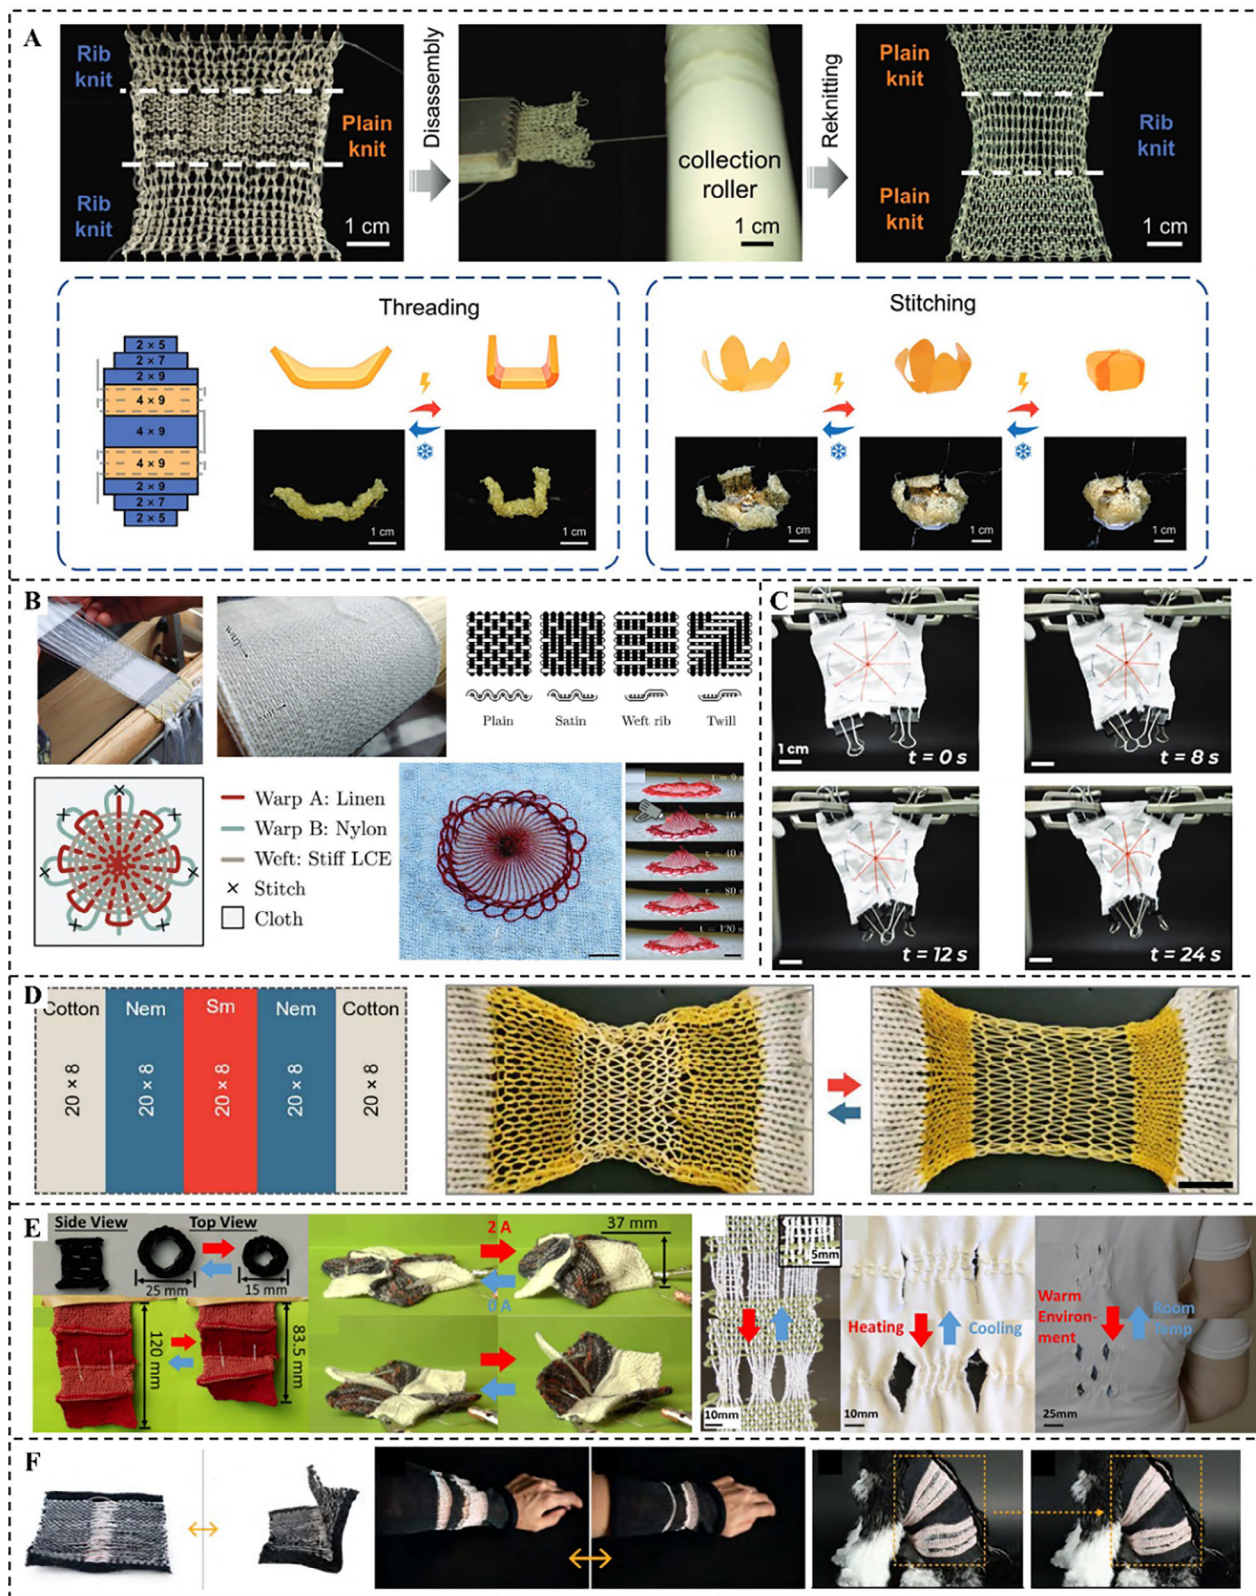 A
Rib
knit
Plain
knit
Rib
knit
1 cm
Disassembly
collection
roller
1 cm
Reknitting
Plain
knit
Rib
knit
Plain
knit
1 cm
Threading
2 × 5
2 × 7
2 × 9
4 × 9
4 × 9
4 × 9
2 × 9
2 × 7
2 × 5
1 cm
1 cm
Stitching
1 cm
1 cm
1 cm
B
warp
Plain
Satin
Weft rib
Twill
Warp A: Linen
Warp B: Nylon
Weft: Stiff LCE
× Stitch
Cloth
t = 9 s
t = 40 s
t = 80 s
t = 120 s
C
1 cm
t = 0 s
t = 8 s
t = 12 s
t = 24 s
D
Cotton
Nem
Sm
Nem
Cotton
20 × 8
20 × 8
20 × 8
20 × 8
20 × 8
E
Side View
Top View
25 mm
15 mm
120 mm
83.5 mm
2 A
0 A
37 mm
5mm
10mm
Heating
Cooling
10mm
Warm
Environ-
ment
Room
Temp
25mm
F